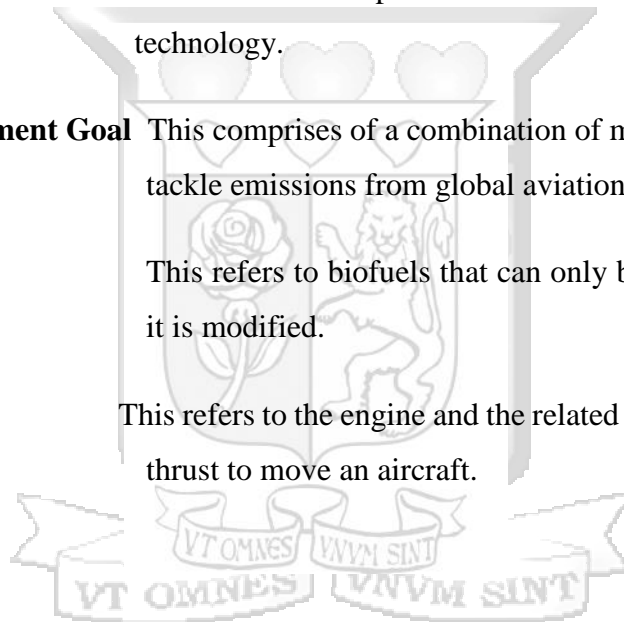 technology.
ment Goal This comprises of a combination of m
tackle emissions from global aviation
This refers to biofuels that can only b
it is modified.
This refers to the engine and the related
thrust to move an aircraft.
VT OMNES VNVM SINT
VT OMNES VNVM SINT